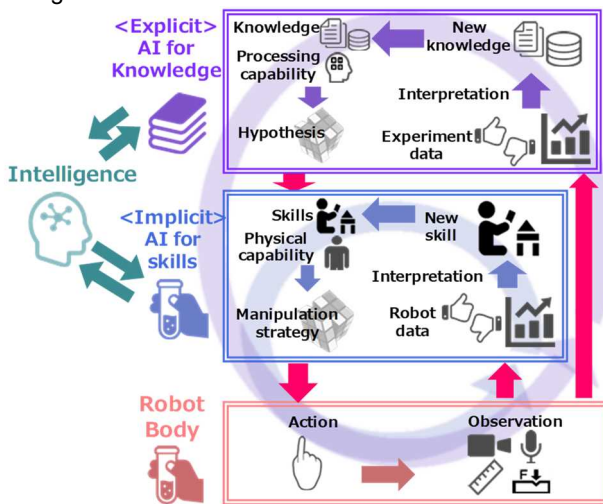 <Explicit>
AI for
Knowledge
Knowledge
Processing
capability
Hypothesis
New
knowledge
Interpretation
Experiment
data
Intelligence
<Implicit>
AI for
skills
Skills
Physical
capability
Manipulation
strategy
New
skill
Interpretation
Robot
data
Robot
Body
Action
Observation
F